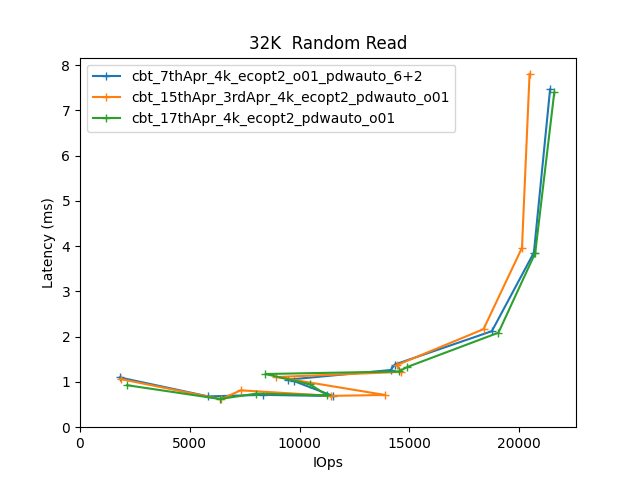 32K  Random Read
cbt_7thApr_4k_ecopt2_o01_pdwauto_6+2
cbt_15thApr_3rdApr_4k_ecopt2_pdwauto_o01
cbt_17thApr_4k_ecopt2_pdwauto_o01
Latency (ms)
8
7
6
5
4
3
2
1
0
0 5000 10000 15000 20000
IOps